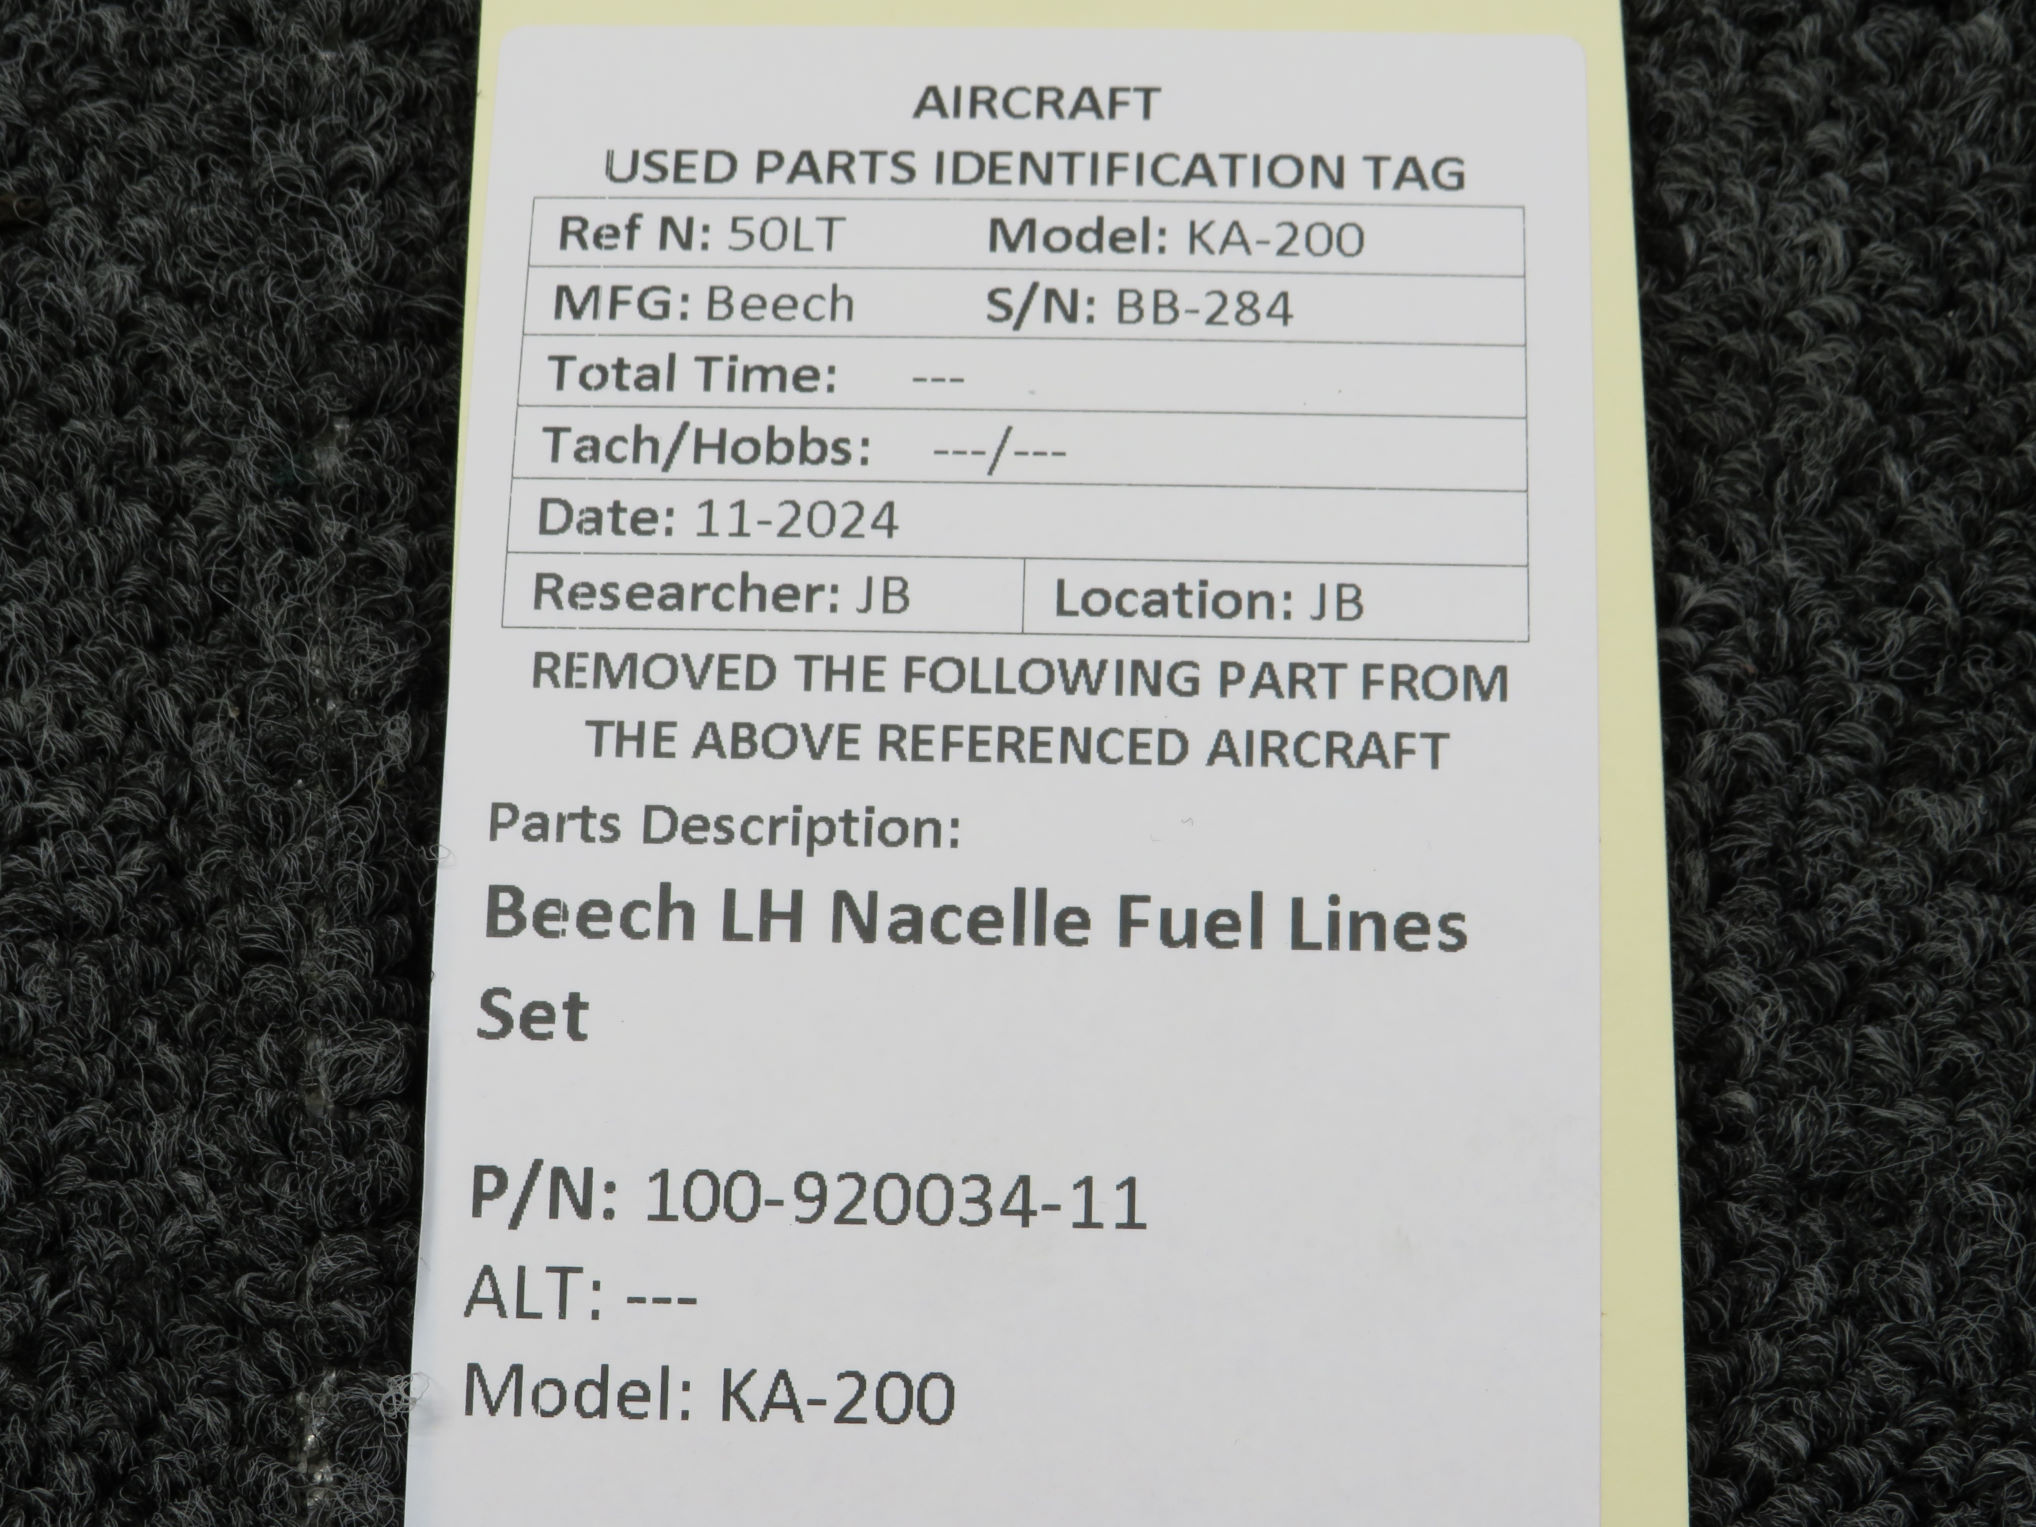 AIRCRAFT
USED PARTS IDENTIFICATION TAG
Ref N: 50LT Model: KA-200
MFG: Beech S/N: BB-284
Total Time: ---
Tach/Hobbs: ---/---
Date: 11-2024
Researcher: JB Location: JB
REMOVED THE FOLLOWING PART FROM
THE ABOVE REFERENCED AIRCRAFT
Parts Description:
Beech LH Nacelle Fuel Lines
Set
P/N: 100-920034-11
ALT: ---
Model: KA-200